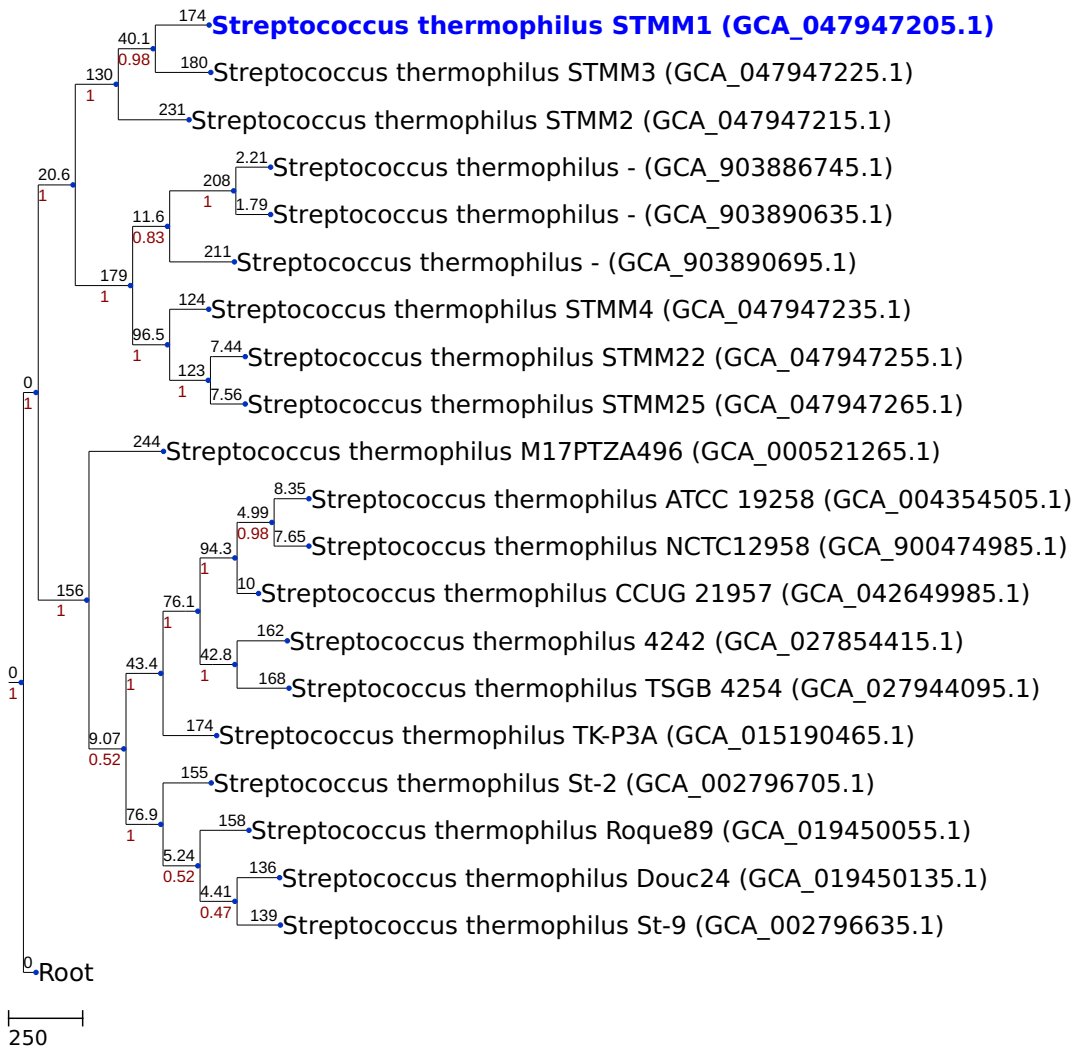 174
Streptococcus thermophilus STMM1 (GCA_047947205.1)
40.1
0.98
180
Streptococcus thermophilus STMM3 (GCA_047947225.1)
130
1
231
Streptococcus thermophilus STMM2 (GCA_047947215.1)
20.6
1
2.21
Streptococcus thermophilus - (GCA_903886745.1)
208
1
1.79
Streptococcus thermophilus - (GCA_903890635.1)
11.6
0.83
211
Streptococcus thermophilus - (GCA_903890695.1)
179
1
124
Streptococcus thermophilus STMM4 (GCA_047947235.1)
96.5
1
7.44
Streptococcus thermophilus STMM22 (GCA_047947255.1)
123
1
7.56
Streptococcus thermophilus STMM25 (GCA_047947265.1)
0
1
244
Streptococcus thermophilus M17PTZA496 (GCA_000521265.1)
8.35
Streptococcus thermophilus ATCC 19258 (GCA_004354505.1)
4.99
0.98
7.65
Streptococcus thermophilus NCTC12958 (GCA_900474985.1)
94.3
1
10
Streptococcus thermophilus CCUG 21957 (GCA_042649985.1)
156
1
76.1
1
162
Streptococcus thermophilus 4242 (GCA_027854415.1)
42.8
1
168
Streptococcus thermophilus TSGB 4254 (GCA_027944095.1)
43.4
1
0
1
174
Streptococcus thermophilus TK-P3A (GCA_015190465.1)
9.07
0.52
155
Streptococcus thermophilus St-2 (GCA_002796705.1)
76.9
1
158
Streptococcus thermophilus Roque89 (GCA_019450055.1)
5.24
0.52
136
Streptococcus thermophilus Douc24 (GCA_019450135.1)
4.41
0.47
139
Streptococcus thermophilus St-9 (GCA_002796635.1)
0
Root
250